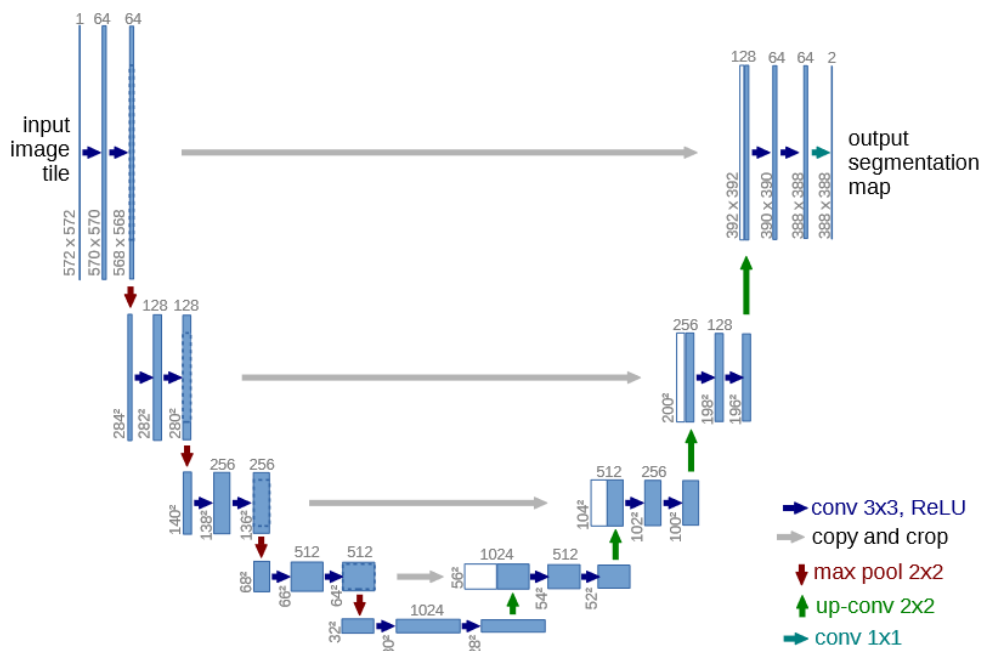 1 64 64
128
64
64
2
input
image
tile
output
segmentation
map
572 x 572
570 x 570
568 x 568
392 x 392
390 x 390
388 x 388
388 x 388
128 128
256 128
284²
282²
280²
200²
198²
196²
256 256
512 256
140²
138²
136²
104²
102²
100²
512 512
1024 512
68²
66²
64²
56²
54²
52²
1024
32²
conv 3x3, ReLU
copy and crop
max pool 2x2
up-conv 2x2
conv 1x1